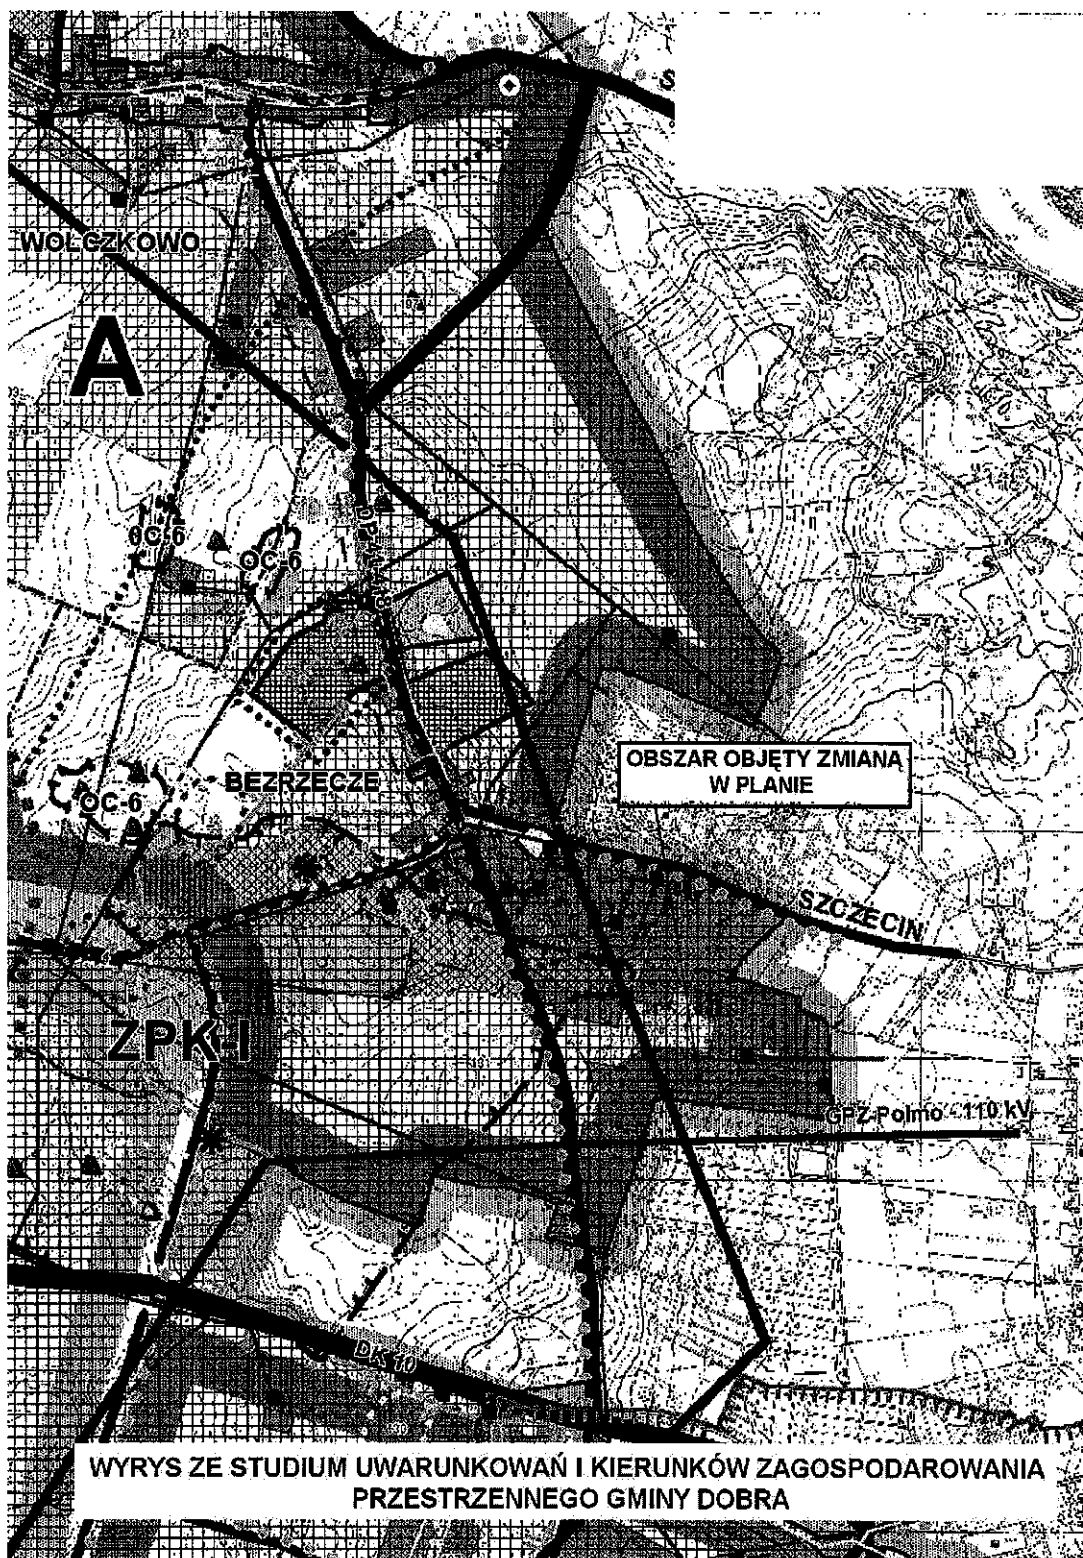 WOŁCZKOWO
A
OC-6
OC-6
BEZRZECZE
OC-6
OBSZAR OBJĘTY ZMIANA
W PLANIE
SZCZECIN
ZPK-I
GPZ Polmo - 110 kV
DK 10
WYRYS ZE STUDIUM UWARUNKOWAŃ I KIERUNKÓW ZAGOSPODAROWANIA
PRZESTRZENNEGO GMINY DOBRA